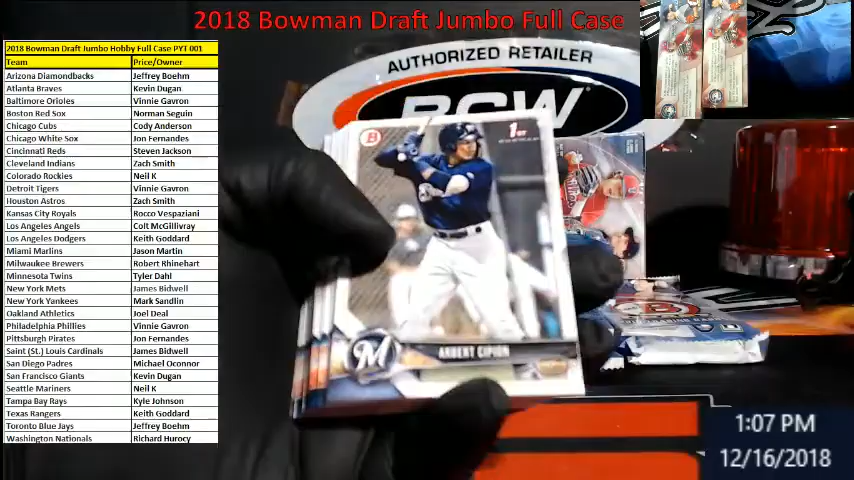 2018 Bowman Draft Jumbo Full Case
2018 Bowman Draft Jumbo Hobby Full Case PYT 001
Team Price/Owner
Arizona Diamondbacks Jeffrey Boehm
Atlanta Braves Kevin Dugan
Baltimore Orioles Vinnie Gavron
Boston Red Sox Norman Seguin
Chicago Cubs Cody Anderson
Chicago White Sox Jon Fernandes
Cincinnati Reds Steven Jackson
Cleveland Indians Zach Smith
Colorado Rockies Neil K
Detroit Tigers Vinnie Gavron
Houston Astros Zach Smith
Kansas City Royals Rocco Vespaziani
Los Angeles Angels Colt McGillivray
Los Angeles Dodgers Keith Goddard
Miami Marlins Jason Martin
Milwaukee Brewers Robert Rhinehart
Minnesota Twins Tyler Dahl
New York Mets James Bidwell
New York Yankees Mark Sandlin
Oakland Athletics Joel Deal
Philadelphia Phillies Vinnie Gavron
Pittsburgh Pirates Jon Fernandes
Saint (St.) Louis Cardinals James Bidwell
San Diego Padres Michael Oconnor
San Francisco Giants Kevin Dugan
Seattle Mariners Neil K
Tampa Bay Rays Kyle Johnson
Texas Rangers Keith Goddard
Toronto Blue Jays Jeffrey Boehm
Washington Nationals Richard Hurocy
AUTHORIZED RETAILER
BCW
B
1ST
M
ARBERT CIPION
1:07 PM
12/16/2018